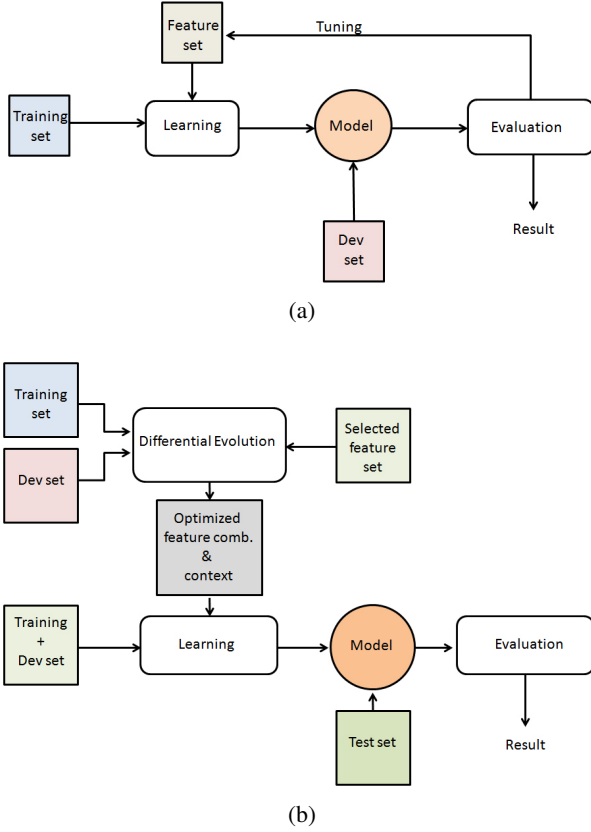 Feature
set
Tuning
Training
set
Learning
Model
Evaluation
Dev
set
Result
(a)
Training
set
Differential Evolution
Selected
feature
set
Dev set
Optimized
feature comb.
&
context
Training
+
Dev set
Learning
Model
Evaluation
Test set
Result
(b)